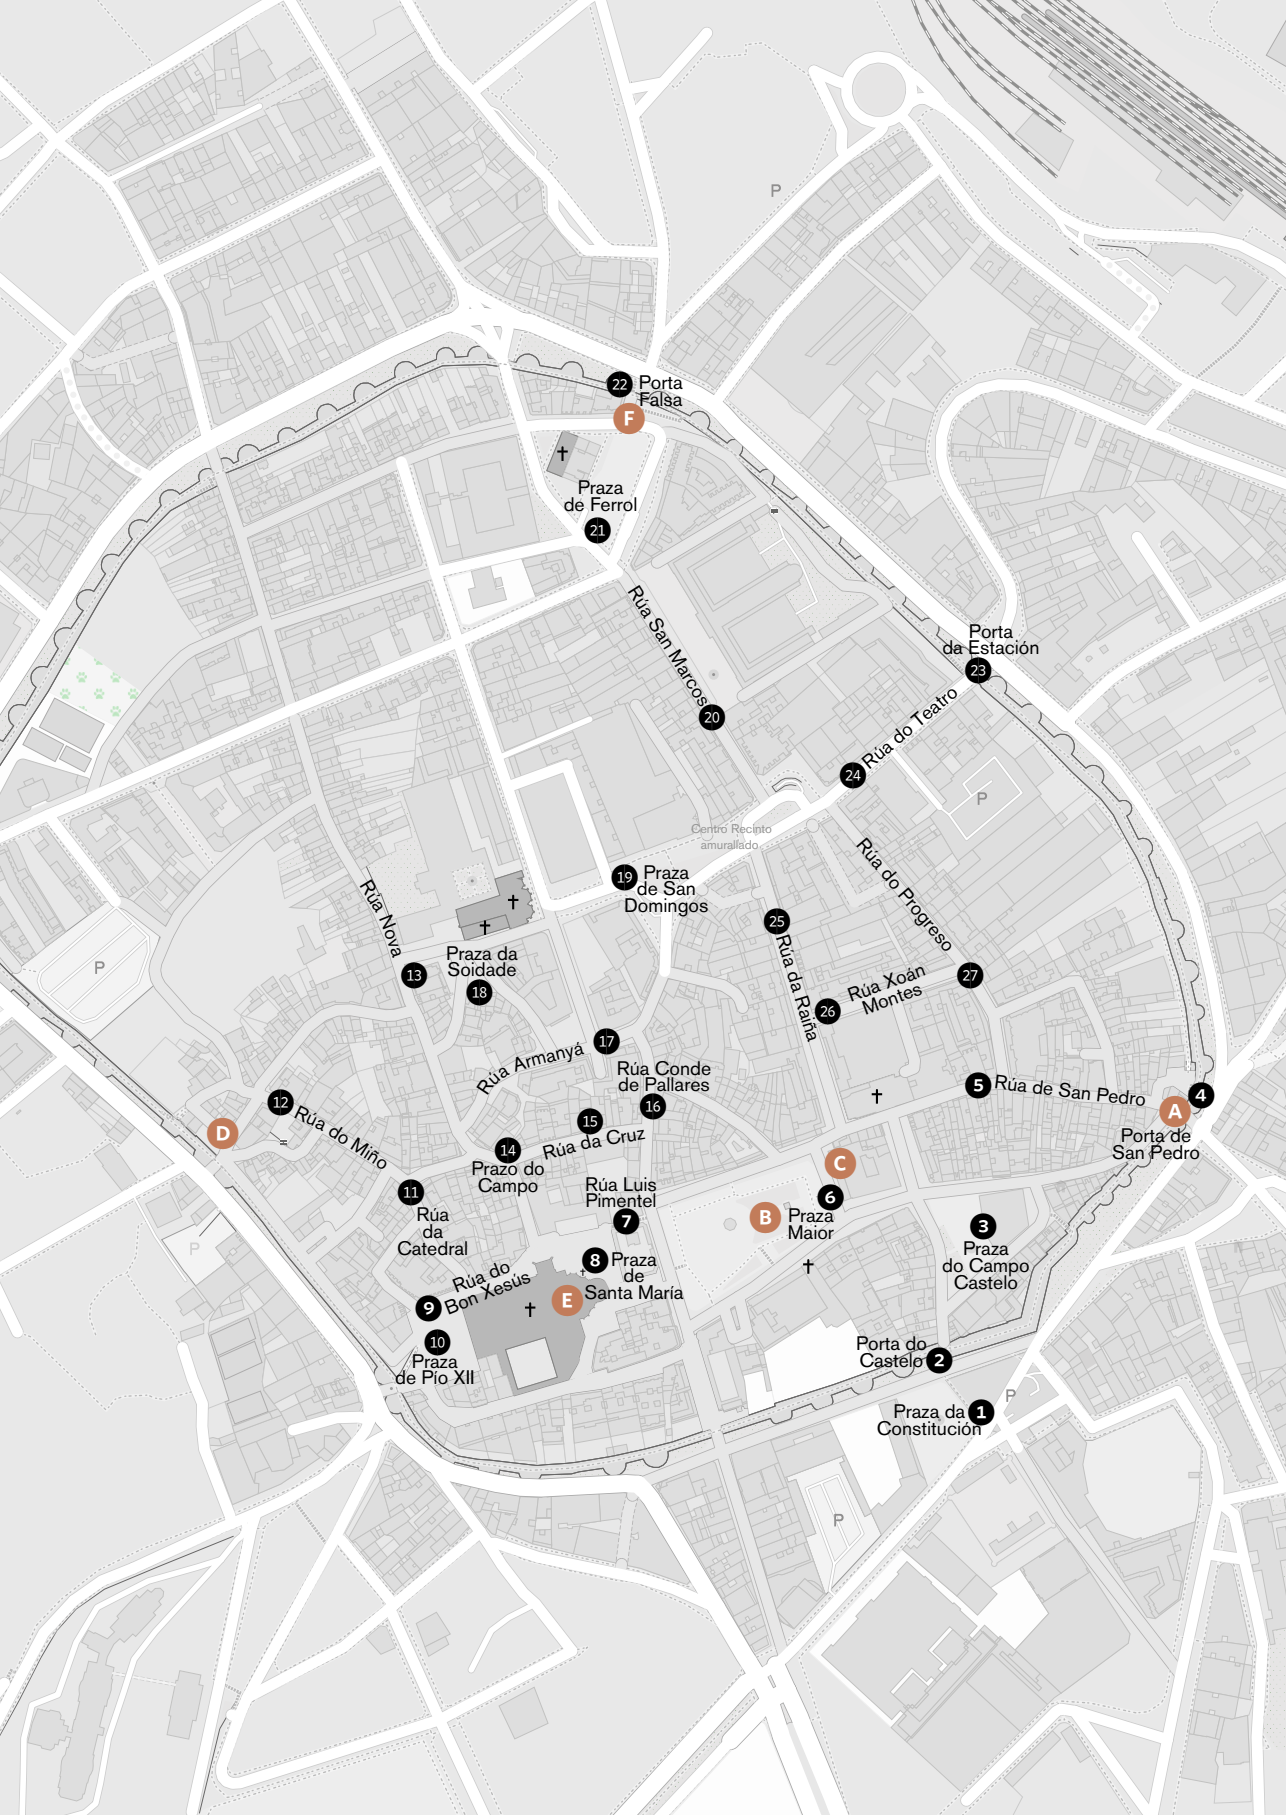 P
22
Porta
Falsa
F
Praza
de Ferrol
21
Rúa San Marcos
Porta
da Estación
23
20
Rúa do Teatro
24
P
Centro Recinto
amurallado
Rúa do Progreso
19
Praza
de San
Domingos
Rúa Nova
25
Rúa da Raíña
P
13
Praza da
Soidade
18
Rúa Xoán
Montes
26
27
17
Rúa Armanyá
Rúa Conde
de Pallares
16
5
Rúa de San Pedro
4
A
Porta de
San Pedro
12
Rúa do Miño
D
15
Rúa da Cruz
14
Prazo do
Campo
C
11
Rúa
da
Catedral
Rúa Luis
Pimentel
7
6
B
Praza
Maior
3
Praza
do Campo
Castelo
P
8
Praza
de
Santa María
Rúa do
Bon Xesús
9
E
10
Praza
de Pío XII
Porta do
Castelo
2
P
Praza da
Constitución
1
P